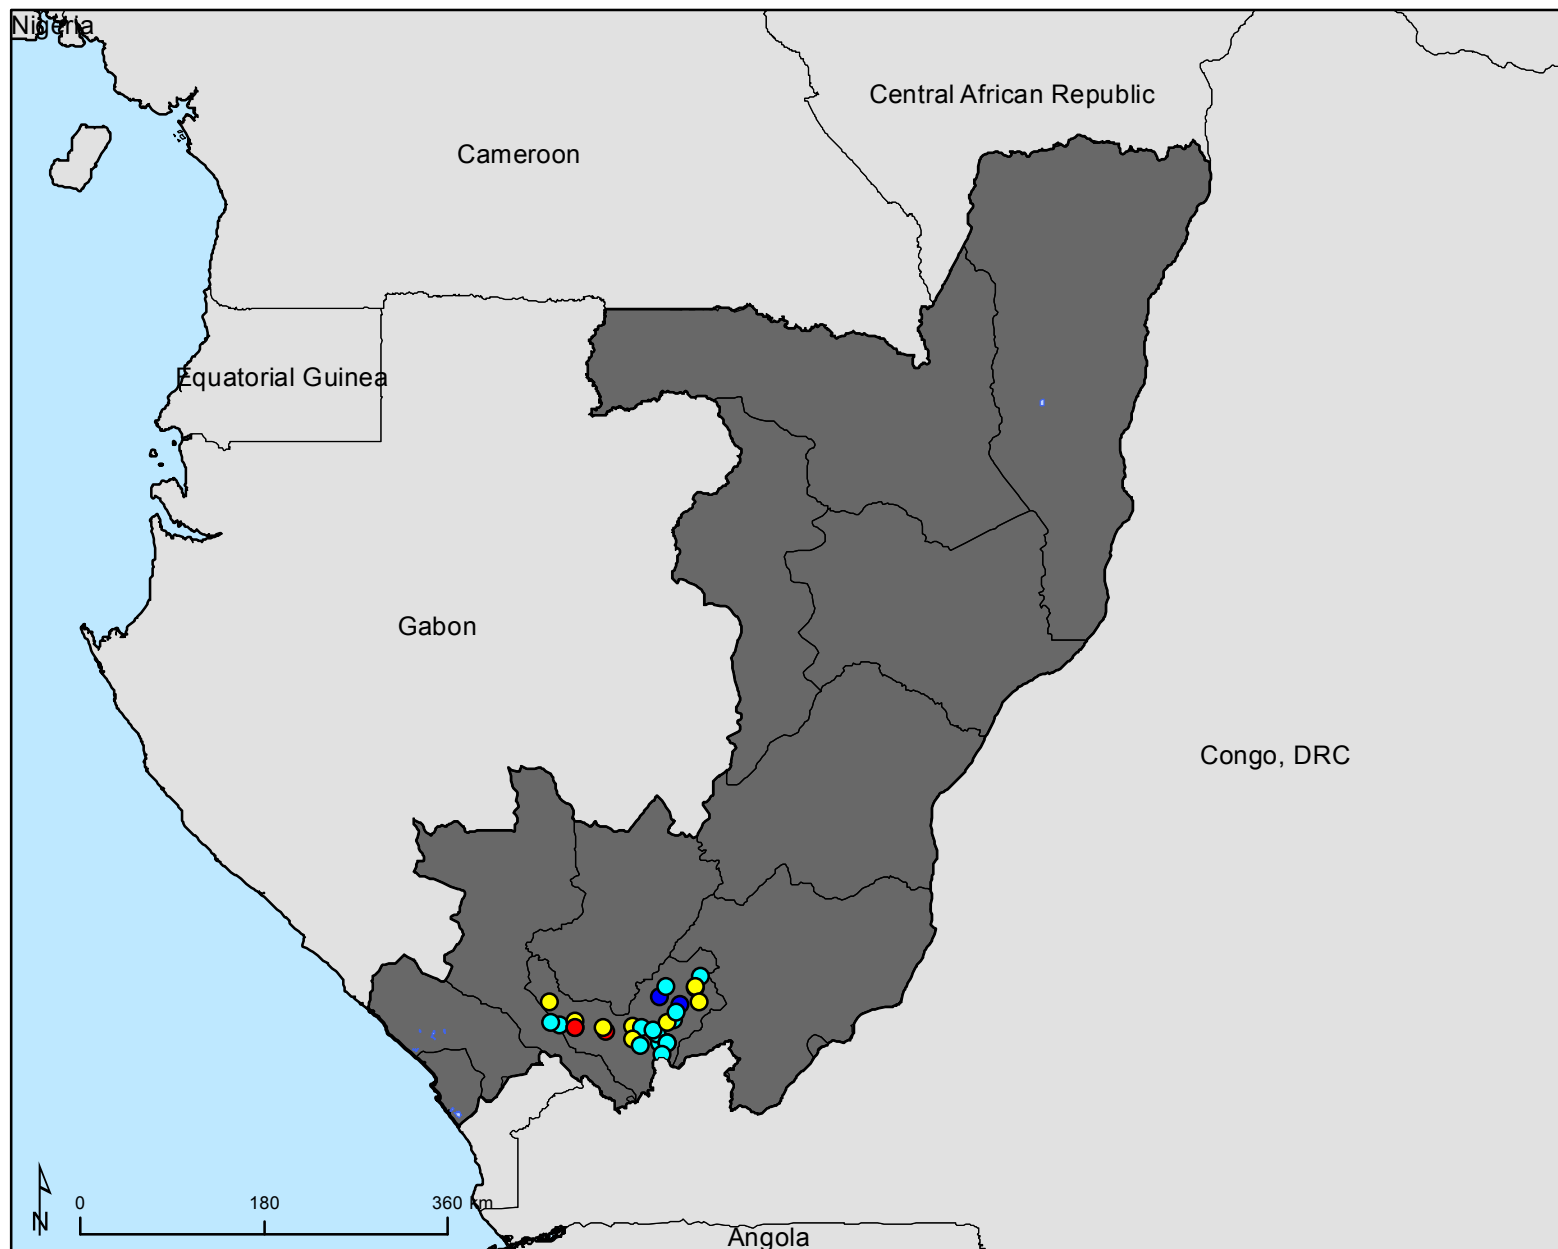 Nigeria
Central African Republic
Cameroon
Equatorial Guinea
Gabon
Congo, DRC
0 180 360 km
N
Angola